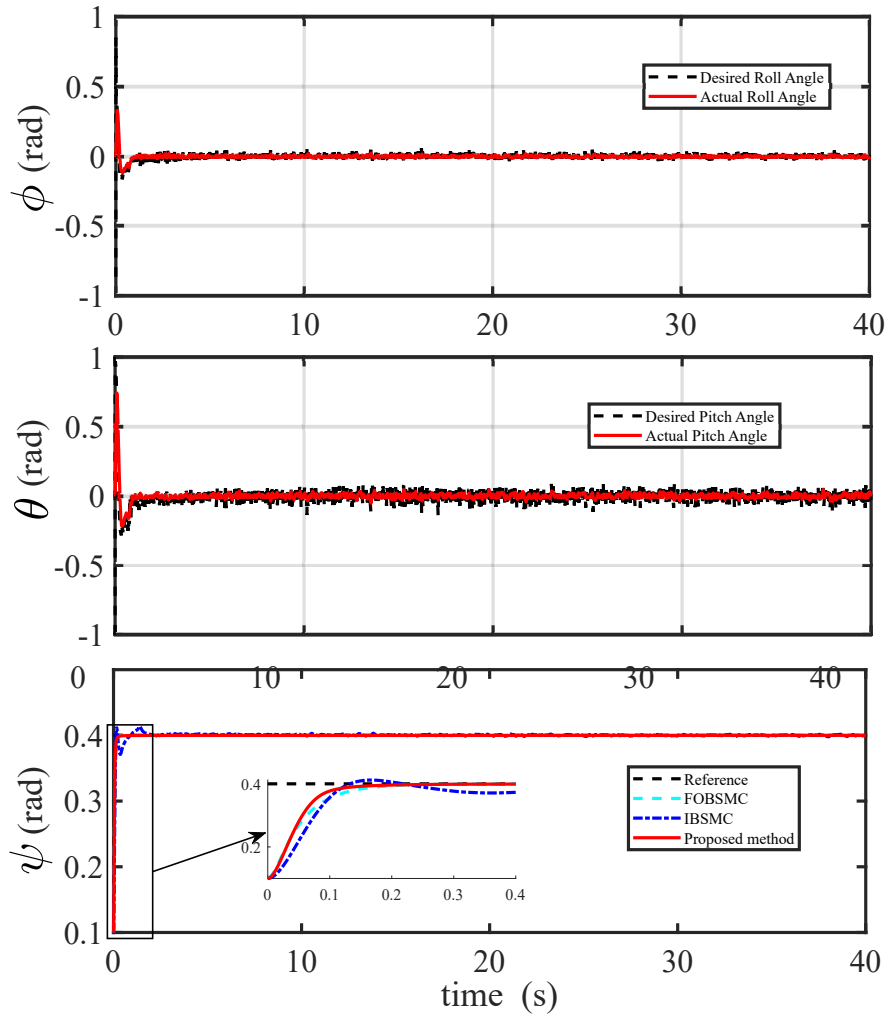 1
0.5
0
-0.5
-1
ϕ (rad)
Desired Roll Angle
Actual Roll Angle
0 10 20 30 40
1
0.5
0
-0.5
-1
θ (rad)
Desired Pitch Angle
Actual Pitch Angle
0 10 20 30 40
0.4
0.3
0.2
0.1
ψ (rad)
0.4
0.2
0 0.1 0.2 0.3 0.4
Reference
FOBSMC
IBSMC
Proposed method
0 10 20 30 40
time (s)